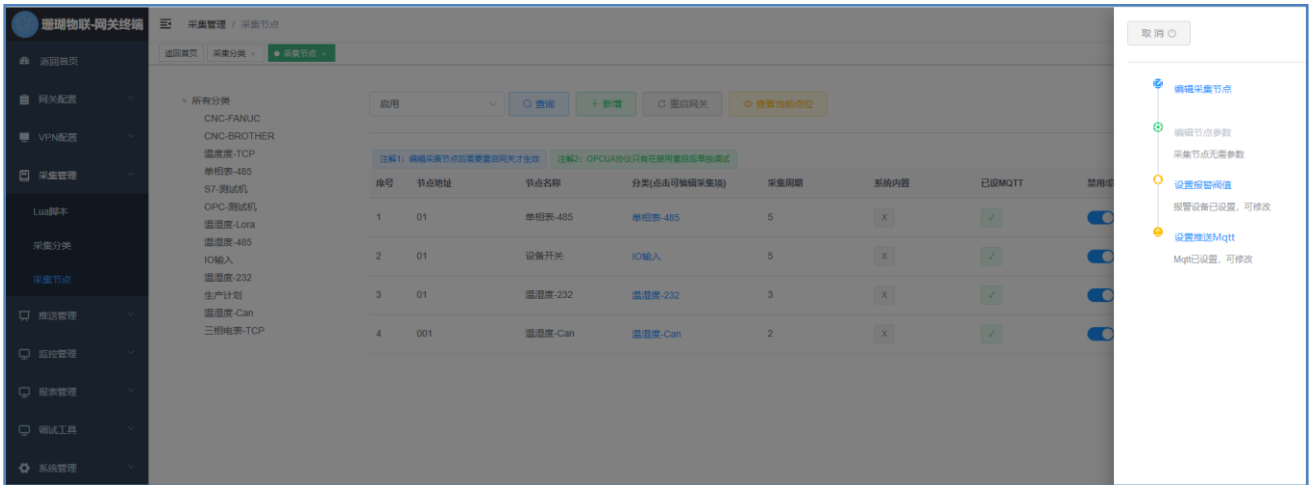 珊瑚物联-网关终端
采集管理 / 采集节点
取消
返回首页
采集分类
采集节点
返回首页
网关配置
VPN配置
采集管理
Lua脚本
采集分类
采集节点
推送管理
监控管理
报表管理
调试工具
系统管理
所有分类
CNC-FANUC
CNC-BROTHER
温度度-TCP
单相表-485
S7-测试机
OPC-测试机
温湿度-Lora
温湿度-485
IO输入
温湿度-232
生产计划
温湿度-Can
三相电表-TCP
启用
查询
+ 新增
重启网关
查看当前点位
注解1：编辑采集节点后需要重启网关才生效
注解2：OPCUA协议只有在禁用重启后单独调试
序号 节点地址 节点名称 分类(点击可编辑采集项) 采集周期 系统内置 已设MQTT 禁用/启
1 01 单相表-485 单相表-485 5 X ✓
2 01 设备开关 IO输入 5 X ✓
3 01 温湿度-232 温湿度-232 3 X ✓
4 001 温湿度-Can 温湿度-Can 2 X ✓
编辑采集节点
编辑节点参数
采集节点无需参数
设置报警阀值
报警设备已设置，可修改
设置推送Mqtt
Mqtt已设置，可修改